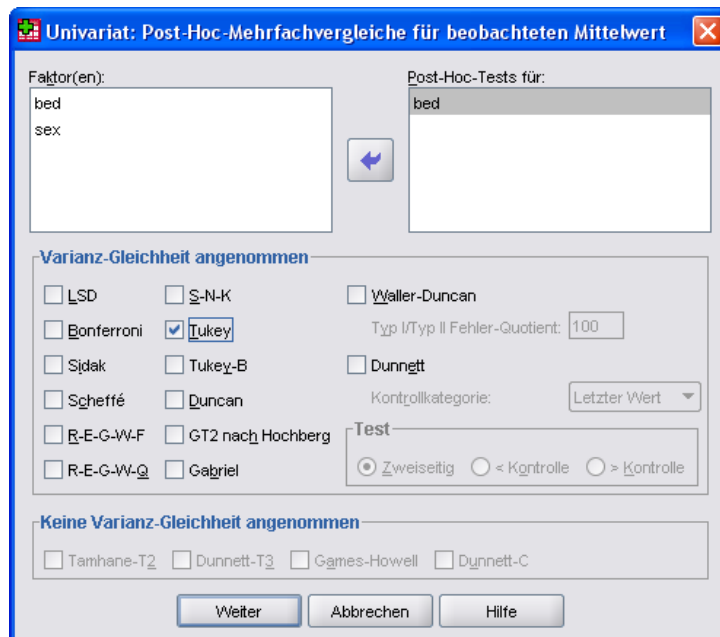 Univariat: Post-Hoc-Mehrfachvergleiche für beobachteten Mittelwert
Faktor(en):
bed
sex
Post-Hoc-Tests für:
bed
Varianz-Gleichheit angenommen
LSD
S-N-K
Waller-Duncan
Bonferroni
Tukey
Typ I/Typ II Fehler-Quotient: 100
Sidak
Tukey-B
Dunnett
Scheffé
Duncan
Kontrollkategorie: Letzter Wert
R-E-G-W-F
GT2 nach Hochberg
Test
R-E-G-W-Q
Gabriel
Zweiseitig < Kontrolle > Kontrolle
Keine Varianz-Gleichheit angenommen
Tamhane-T2 Dunnett-T3 Games-Howell Dunnett-C
Weiter Abbrechen Hilfe